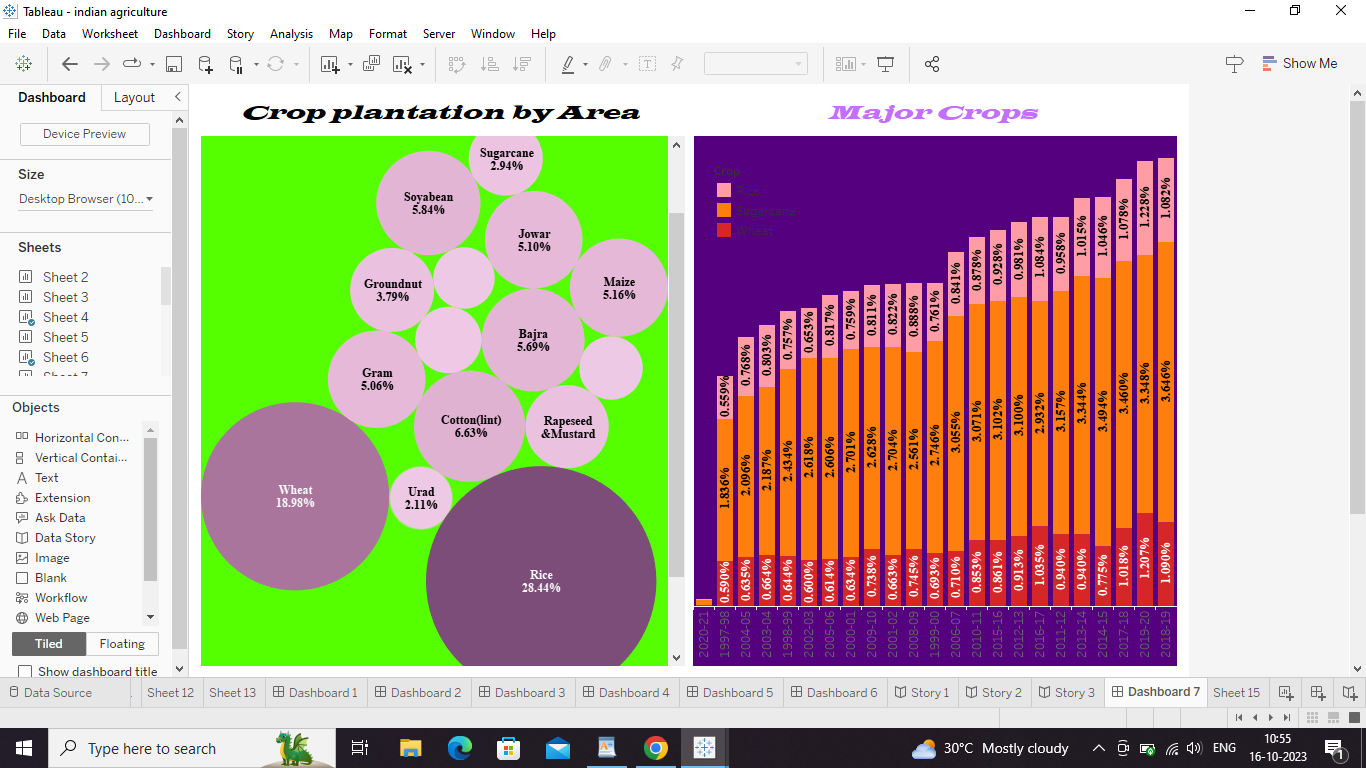 Tableau - indian agriculture
File Data Worksheet Dashboard Story Analysis Map Format Server Window Help
Show Me
Dashboard Layout
Device Preview
Size
Desktop Browser (10...
Sheets
Sheet 2
Sheet 3
Sheet 4
Sheet 5
Sheet 6
Sheet 7
Objects
Horizontal Con...
Vertical Contai...
Text
Extension
Ask Data
Data Story
Image
Blank
Workflow
Web Page
Tiled Floating
Show dashboard title
Crop plantation by Area
Sugarcane
2.94%
Soyabean
5.84%
Jowar
5.10%
Groundnut
3.79%
Maize
5.16%
Bajra
5.69%
Gram
5.06%
Cotton(lint)
6.63%
Rapeseed
&Mustard
Wheat
18.98%
Urad
2.11%
Rice
28.44%
Major Crops
Crop
Rice
Sugarcane
Wheat
0.559% 0.768% 0.803% 0.757% 0.653% 0.817% 0.759% 0.811% 0.822% 0.888% 0.761% 0.841% 0.878% 0.928% 0.981% 1.084% 0.958% 1.015% 1.046% 1.078% 1.228% 1.082%
1.836% 2.096% 2.187% 2.434% 2.618% 2.606% 2.701% 2.628% 2.704% 2.561% 2.746% 3.055% 3.071% 3.102% 3.100% 2.932% 3.157% 3.344% 3.494% 3.460% 3.348% 3.646%
0.590% 0.635% 0.664% 0.644% 0.600% 0.614% 0.634% 0.738% 0.663% 0.745% 0.693% 0.710% 0.853% 0.861% 0.913% 1.035% 0.940% 0.940% 0.775% 1.018% 1.207% 1.090%
2020-21 1997-98 2004-05 2003-04 1998-99 2002-03 2005-06 2000-01 2009-10 2001-02 2008-09 1999-00 2006-07 2010-11 2015-16 2012-13 2016-17 2011-12 2013-14 2014-15 2017-18 2019-20 2018-19
Data Source Sheet 12 Sheet 13 Dashboard 1 Dashboard 2 Dashboard 3 Dashboard 4 Dashboard 5 Dashboard 6 Story 1 Story 2 Story 3 Dashboard 7 Sheet 15
Type here to search
30°C Mostly cloudy
ENG
10:55
16-10-2023
1